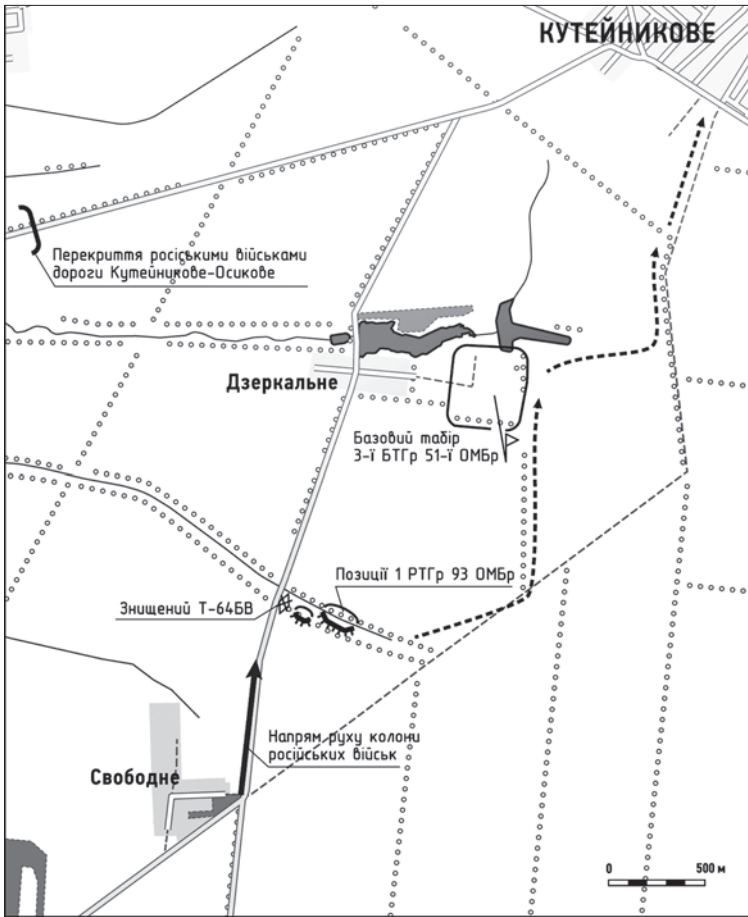 КУТЕЙНИКОВЕ
Перекриття росіськими військами
дороги Кутейникове-Осикове
Дзеркальне
Базовий табір
3-ї БТГр 51-ї ОМБр
Позиції 1 РТГр 93 ОМБр
Знищений Т-64БВ
Напрям руху колони
російських військ
Свободне
0 500 м